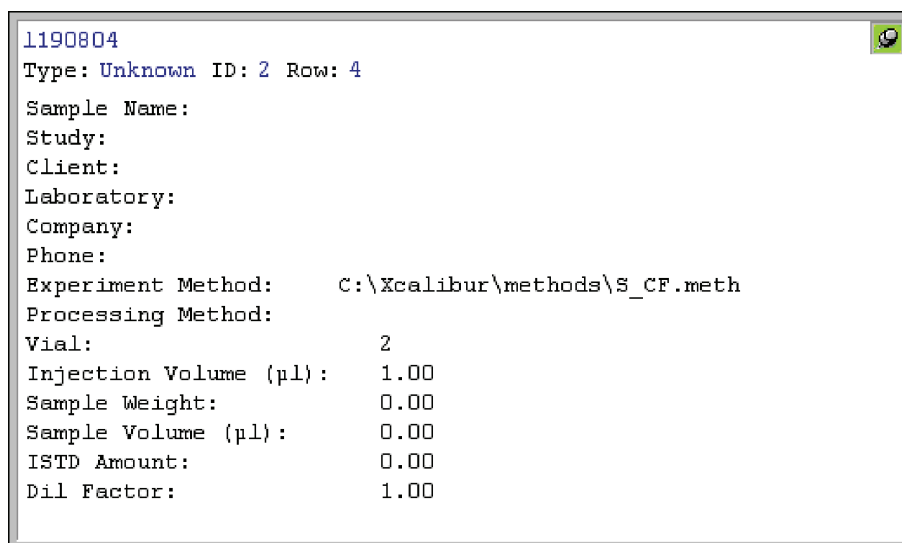 l190804
Type: Unknown ID: 2 Row: 4
Sample Name:
Study:
Client:
Laboratory:
Company:
Phone:
Experiment Method: C:\Xcalibur\methods\S_CF.meth
Processing Method:
Vial: 2
Injection Volume (µl): 1.00
Sample Weight: 0.00
Sample Volume (µl): 0.00
ISTD Amount: 0.00
Dil Factor: 1.00